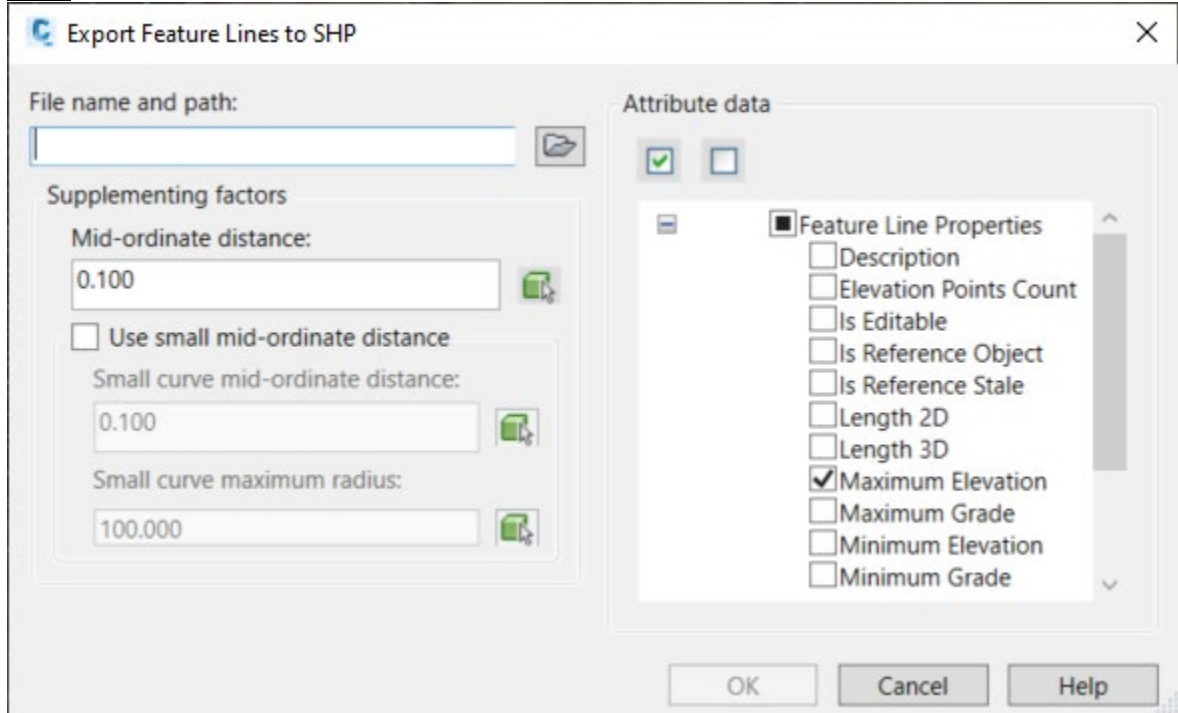 Export Feature Lines to SHP
File name and path:
Supplementing factors
Mid-ordinate distance:
0.100
Use small mid-ordinate distance
Small curve mid-ordinate distance:
0.100
Small curve maximum radius:
100.000
Attribute data
Feature Line Properties
Description
Elevation Points Count
Is Editable
Is Reference Object
Is Reference Stale
Length 2D
Length 3D
Maximum Elevation
Maximum Grade
Minimum Elevation
Minimum Grade
OK
Cancel
Help